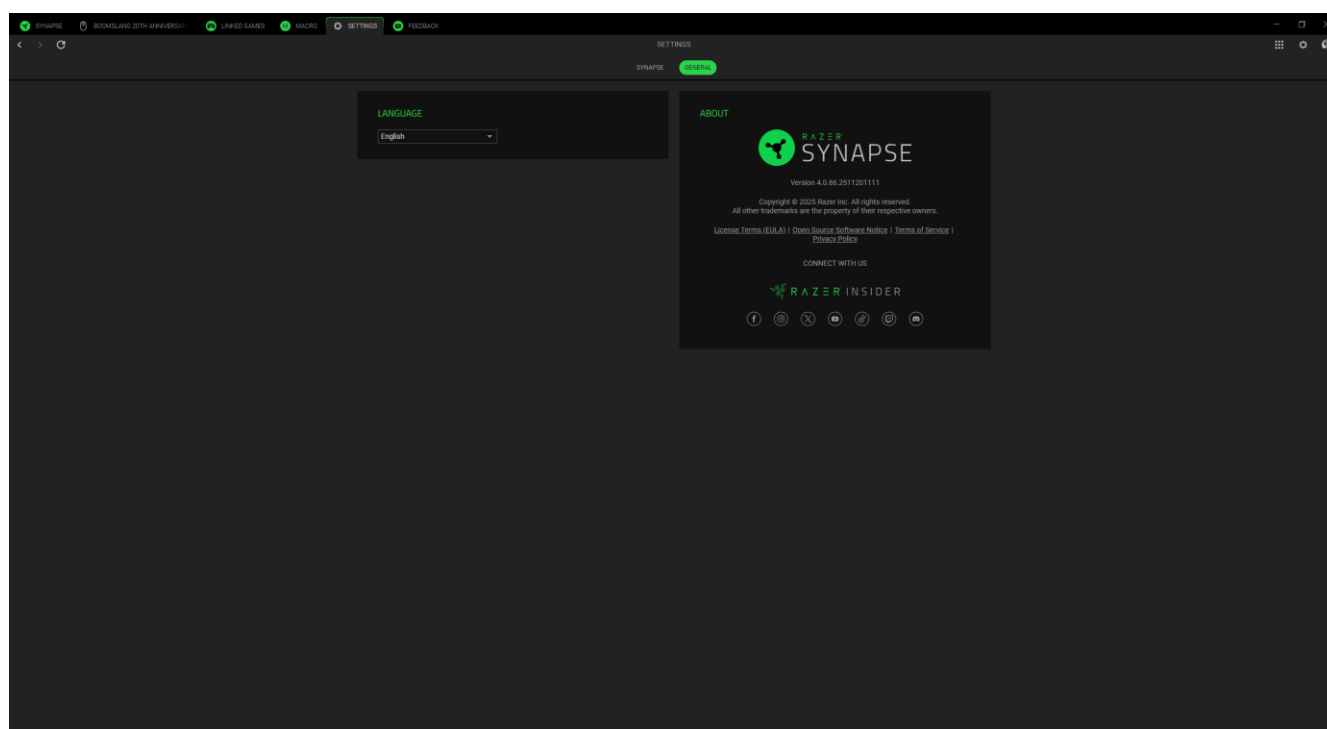 SYNAPSE
BOOMSLANG 20TH ANNIVERSAR
LINKED GAMES
MACRO
SETTINGS
FEEDBACK
SETTINGS
SYNAPSE
GENERAL
LANGUAGE
English
ABOUT
RAZER
SYNAPSE
Version 4.0.86.2511201111
Copyright © 2025 Razer Inc. All rights reserved.
All other trademarks are the property of their respective owners.
License Terms (EULA) | Open Source Software Notice | Terms of Service |
Privacy Policy
CONNECT WITH US
RAZER INSIDER